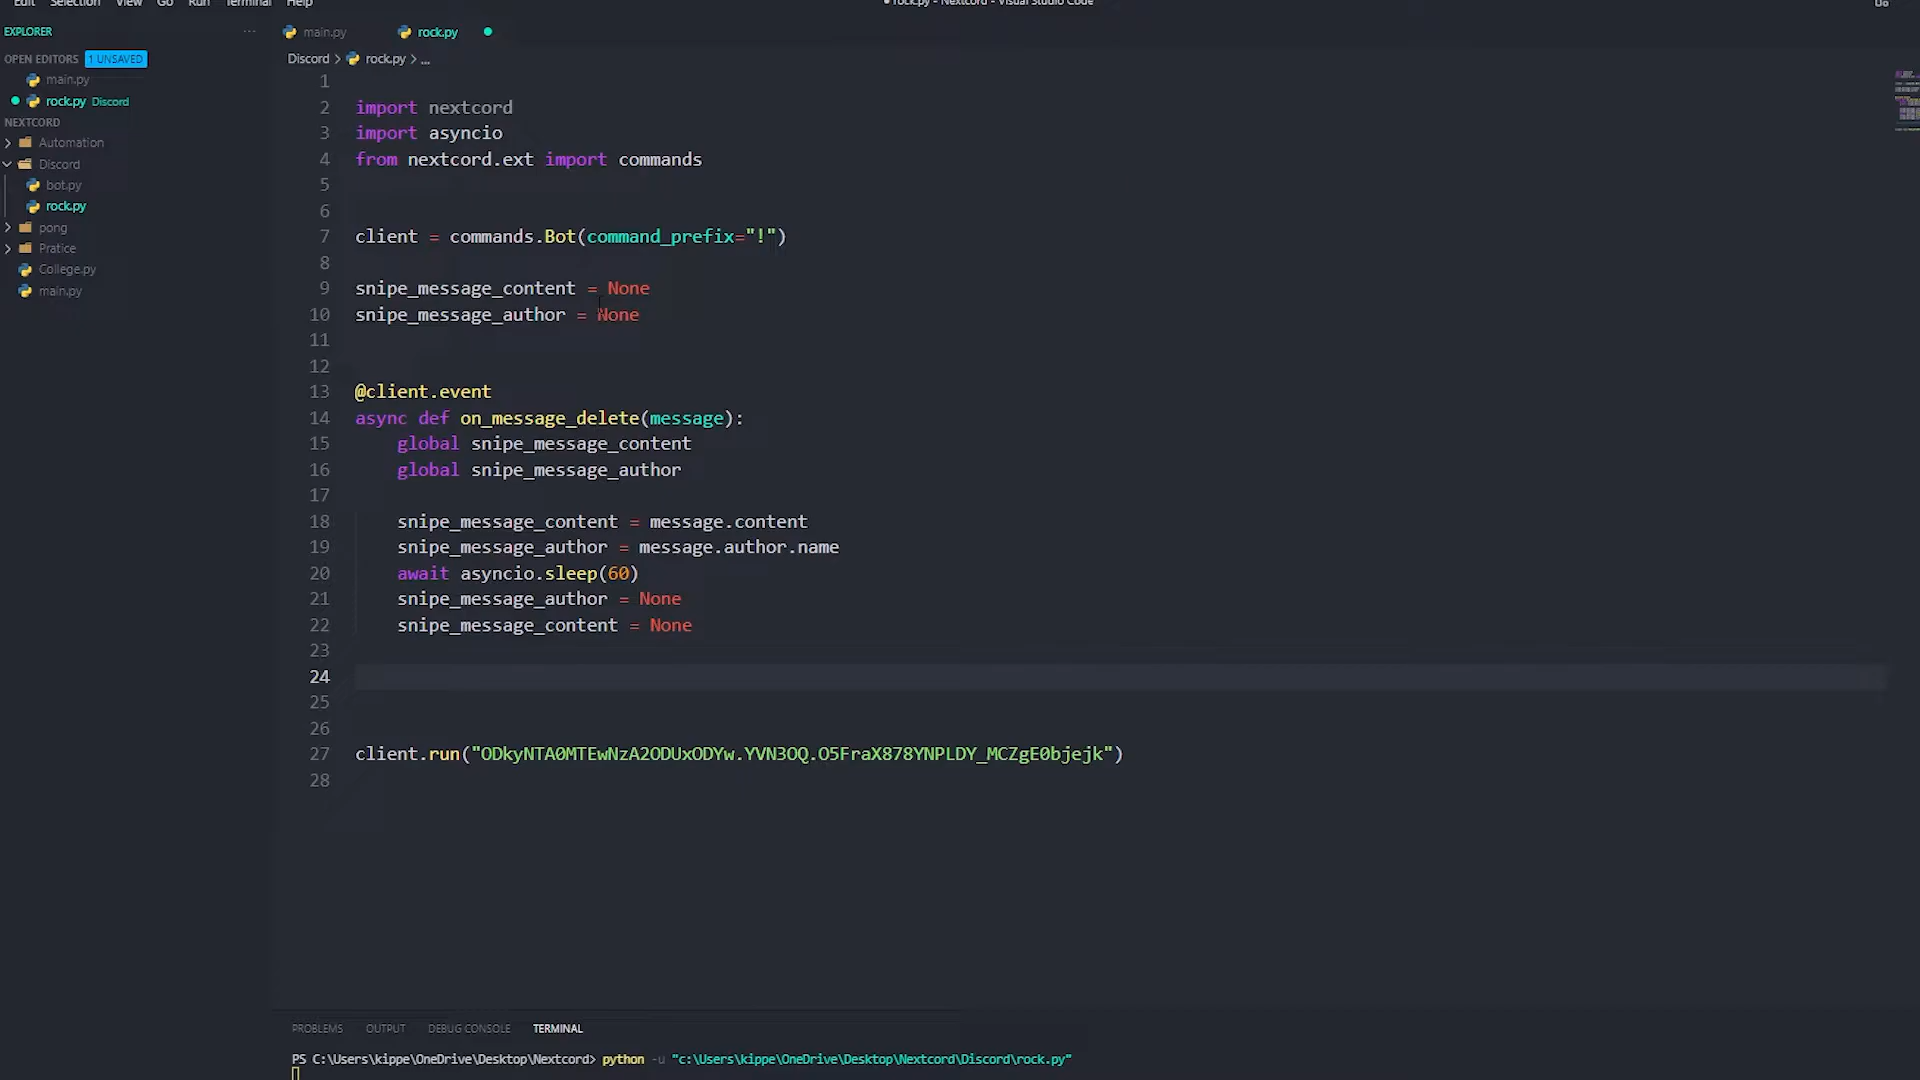 Edit Selection View Go Run Terminal Help
rock.py - Nextcord - Visual Studio Code
EXPLORER
...
main.py
rock.py
OPEN EDITORS
1 UNSAVED
main.py
rock.py Discord
NEXTCORD
Automation
Discord
bot.py
rock.py
pong
Pratice
College.py
main.py
Discord > rock.py > ...
1
2 import nextcord
3 import asyncio
4 from nextcord.ext import commands
5
6
7 client = commands.Bot(command_prefix="!")
8
9 snipe_message_content = None
10 snipe_message_author = None
11
12
13 @client.event
14 async def on_message_delete(message):
15     global snipe_message_content
16     global snipe_message_author
17
18     snipe_message_content = message.content
19     snipe_message_author = message.author.name
20     await asyncio.sleep(60)
21     snipe_message_author = None
22     snipe_message_content = None
23
24
25
26
27 client.run("ODkyNTA0MTEwNzA2ODUxODYw.YVN3OQ.O5FraX878YNPLDY_MCZgE0bjejk")
28
PROBLEMS OUTPUT DEBUG CONSOLE TERMINAL
PS C:\Users\kippe\OneDrive\Desktop\Nextcord> python -u "c:\Users\kippe\OneDrive\Desktop\Nextcord\Discord\rock.py"